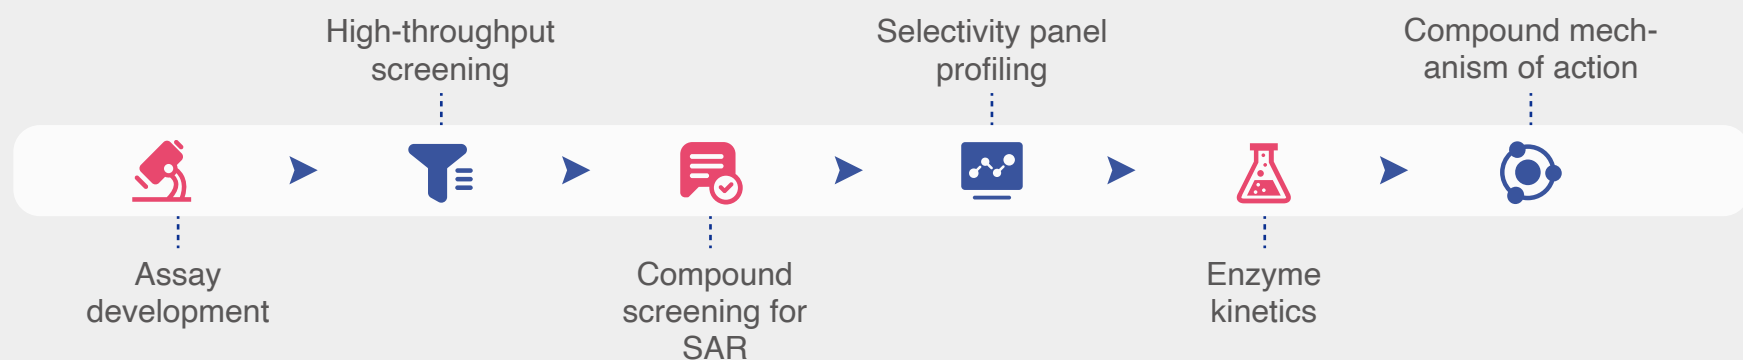 High-throughput
screening
Selectivity panel
profiling
Compound mech-
anism of action
Assay
development
Compound
screening for
SAR
Enzyme
kinetics